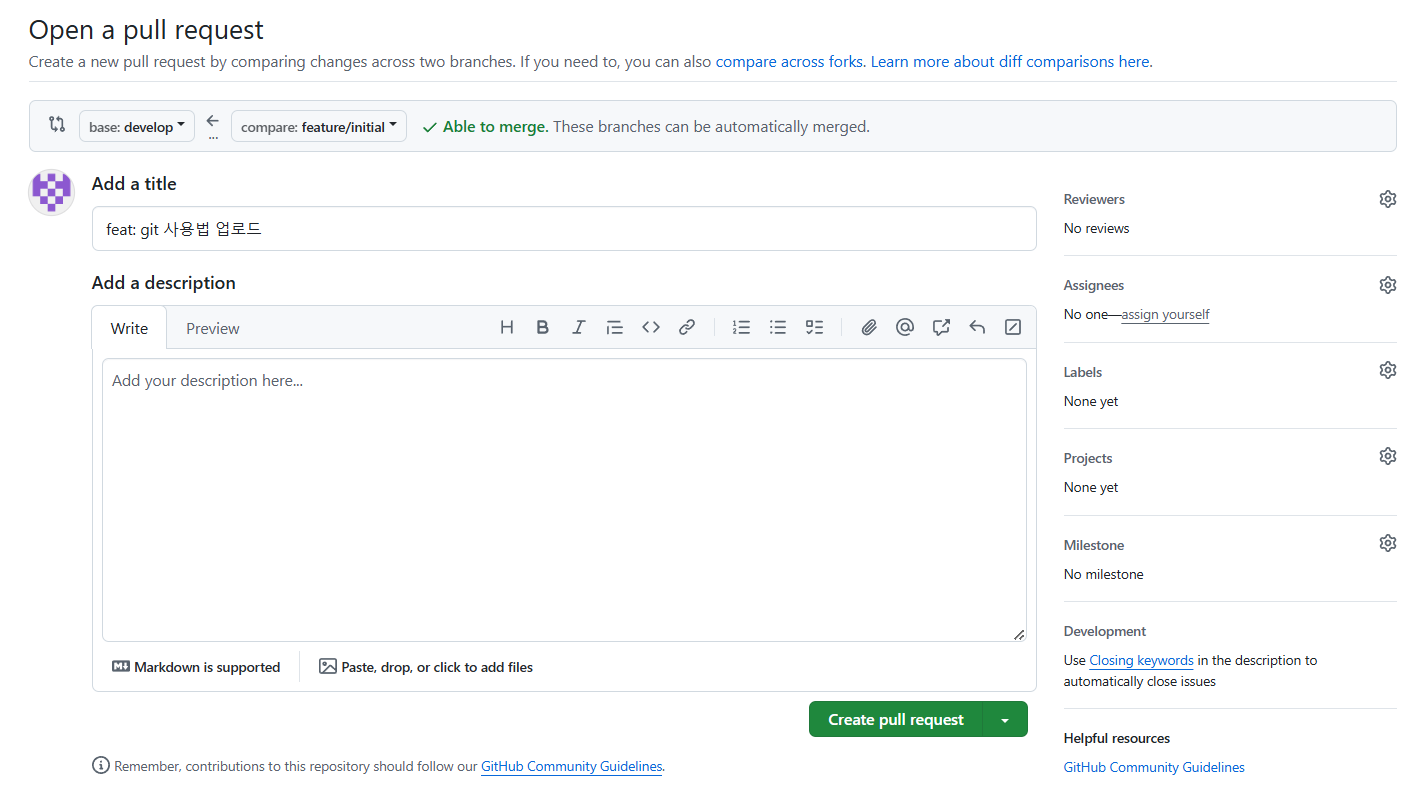 Open a pull request
Create a new pull request by comparing changes across two branches. If you need to, you can also compare across forks. Learn more about diff comparisons here.
base: develop
...
compare: feature/initial
Able to merge. These branches can be automatically merged.
Add a title
feat: git 사용법 업로드
Add a description
Write
Preview
Add your description here...
Markdown is supported
Paste, drop, or click to add files
Create pull request
Remember, contributions to this repository should follow our GitHub Community Guidelines.
Reviewers
No reviews
Assignees
No one—assign yourself
Labels
None yet
Projects
None yet
Milestone
No milestone
Development
Use Closing keywords in the description to
automatically close issues
Helpful resources
GitHub Community Guidelines